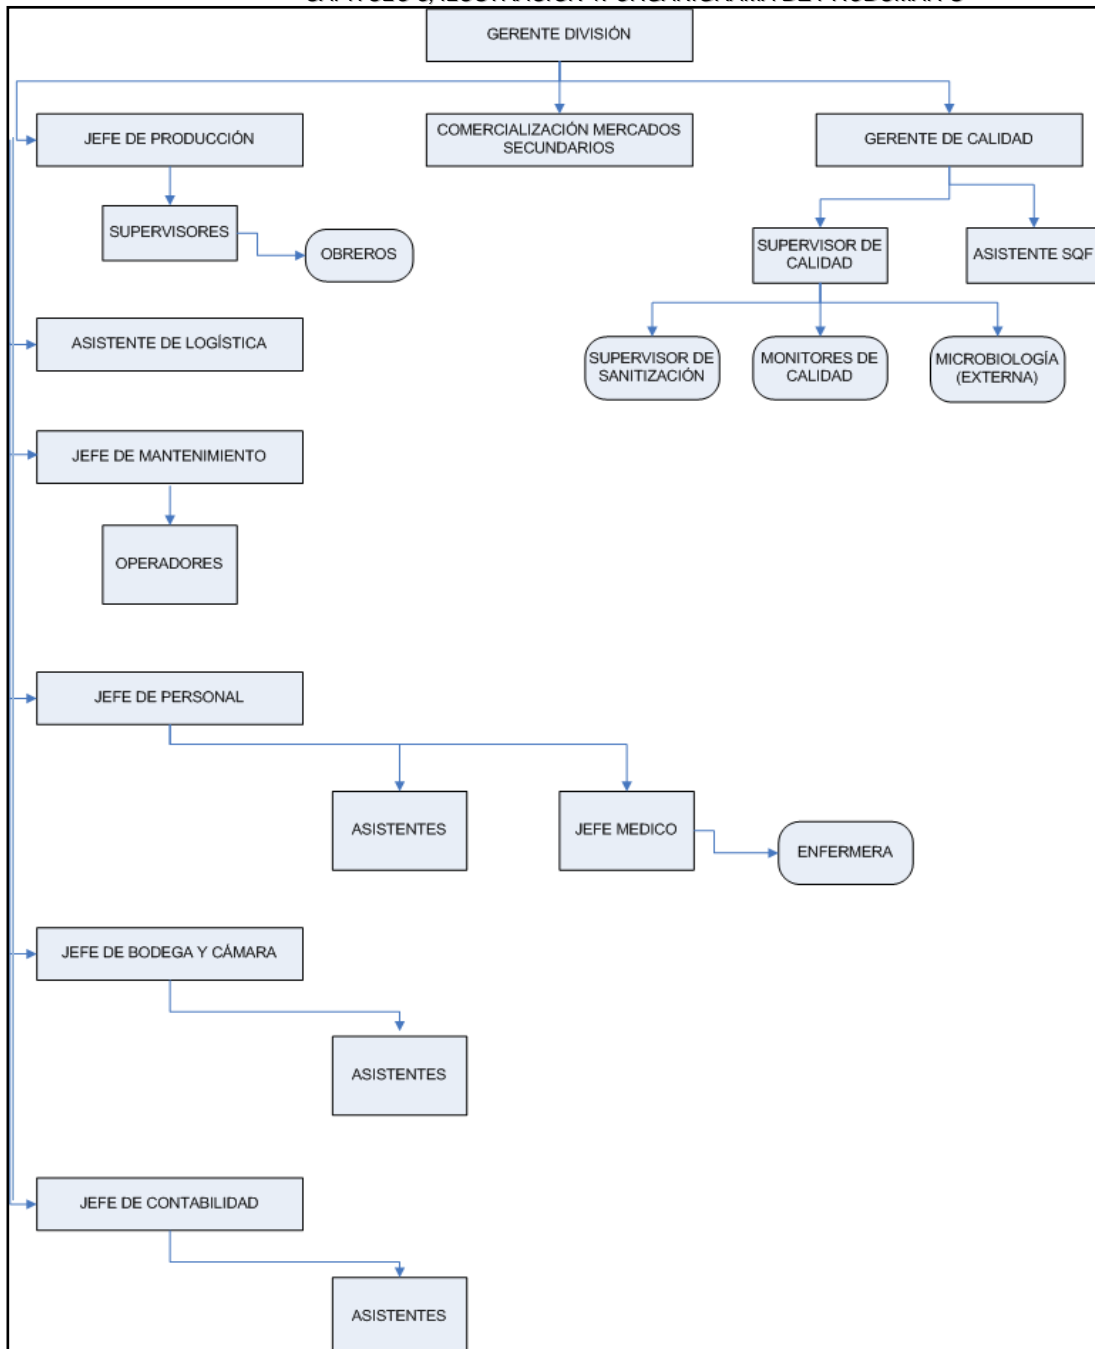 GERENTE DIVISIÓN
JEFE DE PRODUCCIÓN
COMERCIALIZACIÓN MERCADOS
SECUNDARIOS
GERENTE DE CALIDAD
SUPERVISORES
OBREROS
SUPERVISOR DE
CALIDAD
ASISTENTE SQF
ASISTENTE DE LOGÍSTICA
SUPERVISOR DE
SANITIZACIÓN
MONITORES DE
CALIDAD
MICROBIOLOGÍA
(EXTERNA)
JEFE DE MANTENIMIENTO
OPERADORES
JEFE DE PERSONAL
ASISTENTES
JEFE MEDICO
ENFERMERA
JEFE DE BODEGA Y CÁMARA
ASISTENTES
JEFE DE CONTABILIDAD
ASISTENTES